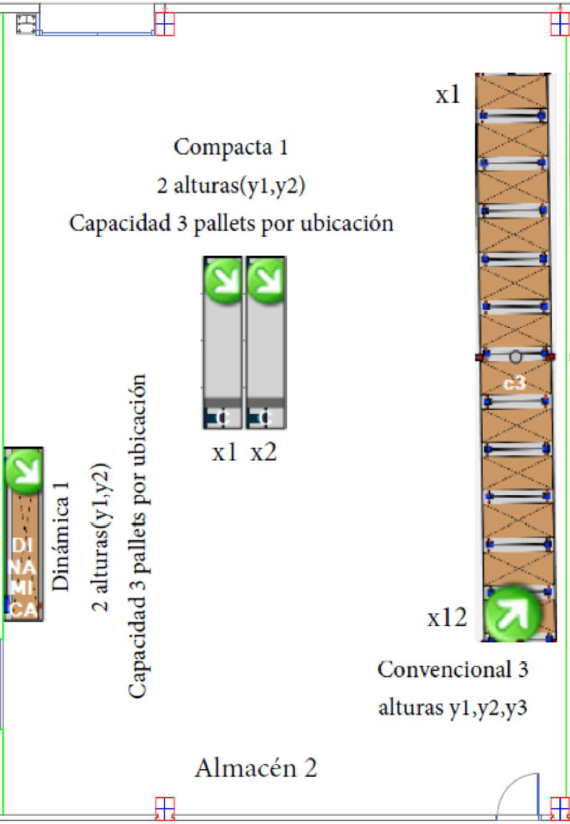 x1
Compacta 1
2 alturas(y1,y2)
Capacidad 3 pallets por ubicación
c3
C
C
x1 x2
Dinámica 1
2 alturas(y1,y2)
Capacidad 3 pallets por ubicación
DI
NA
MI
CA
x12
Convencional 3
alturas y1,y2,y3
Almacén 2